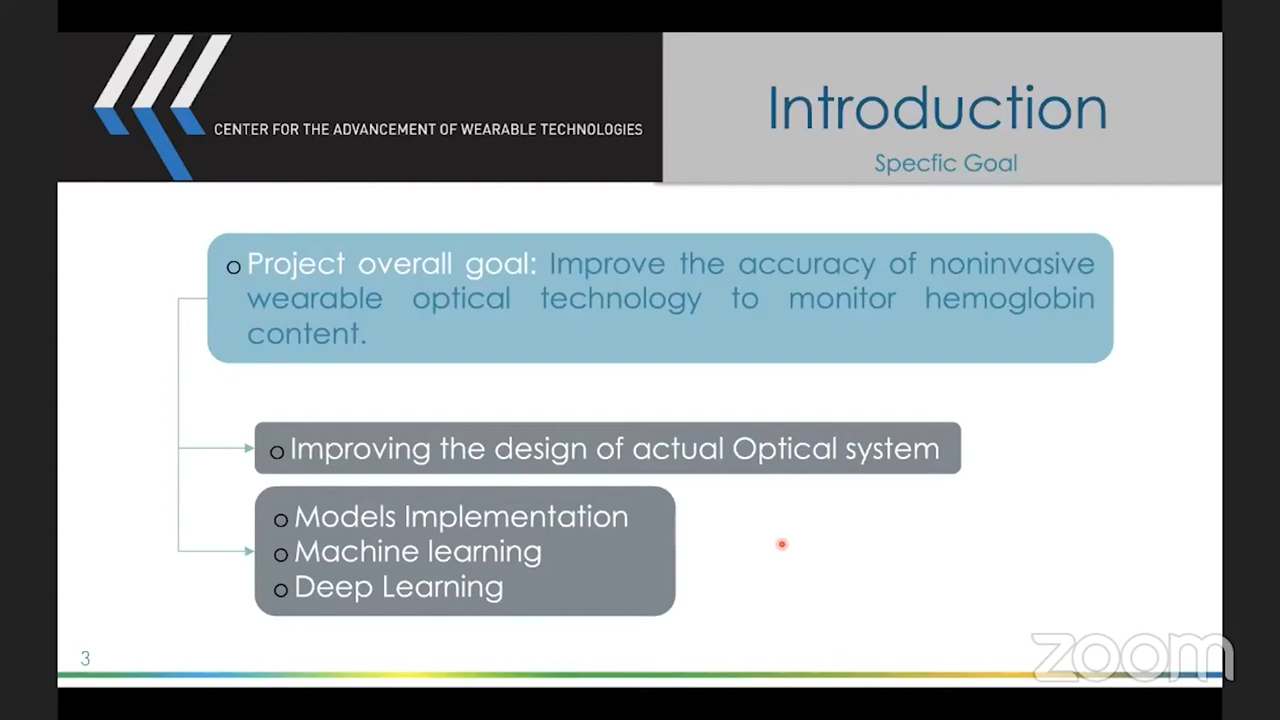 CENTER FOR THE ADVANCEMENT OF WEARABLE TECHNOLOGIES
Introduction
Specfic Goal
Project overall goal: Improve the accuracy of noninvasive
wearable optical technology to monitor hemoglobin
content.
Improving the design of actual Optical system
Models Implementation
Machine learning
Deep Learning
3
zoom